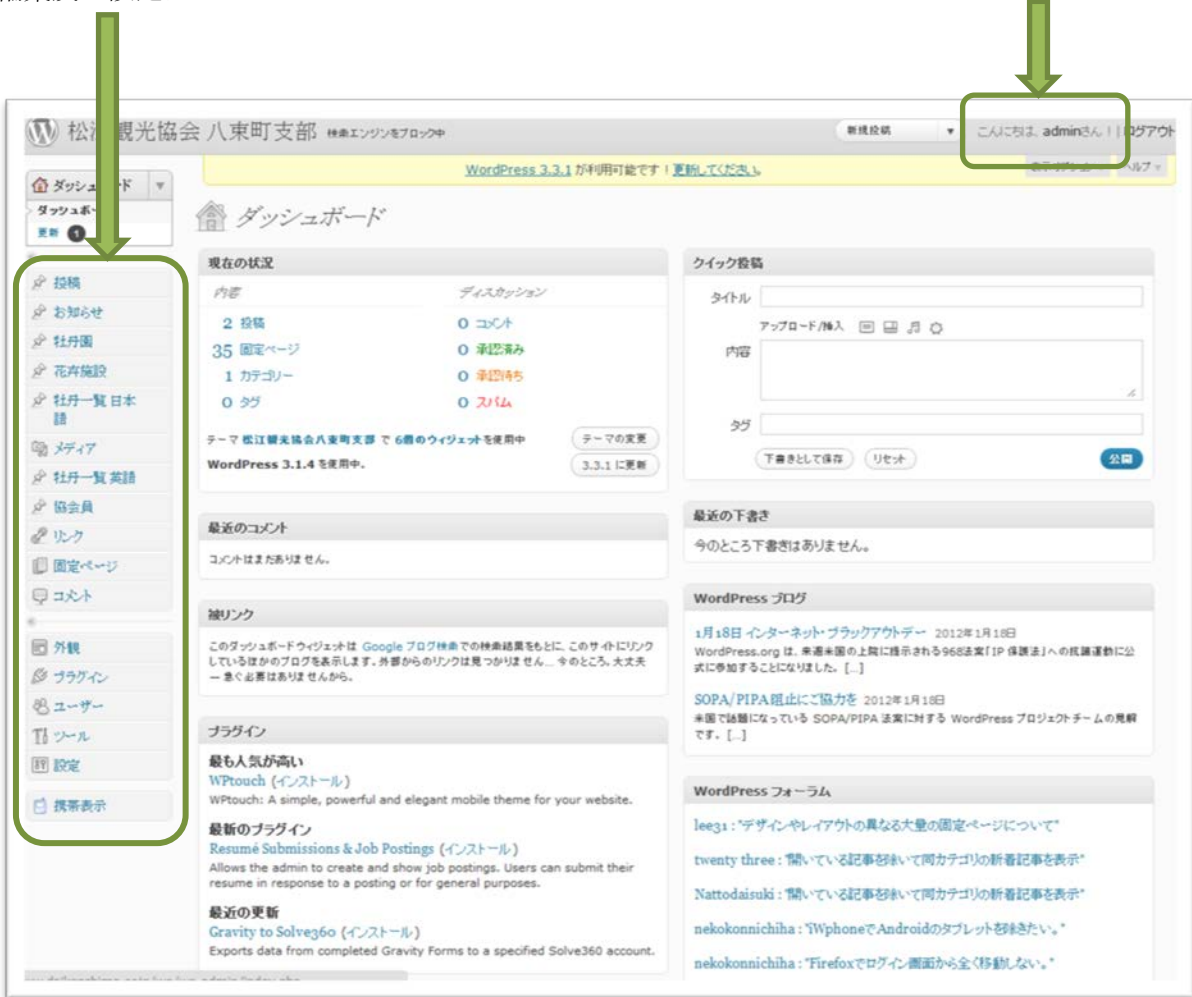 観光協会 八束町支部 検索エンジンをブロック中
新規投稿
こんにちは、adminさん！ | ログアウト
WordPress 3.3.1 が利用可能です！更新してください。
ヘルプ
ダッシュボード
更新 1
ダッシュボード
投稿
お知らせ
牡丹園
花卉施設
牡丹一覧 日本
語
メディア
牡丹一覧 英語
協会員
リンク
固定ページ
コメント
外観
プラグイン
ユーザー
ツール
設定
携帯表示
現在の状況
内容 ディスカッション
2 投稿 0 コメント
35 固定ページ 0 承認済み
1 カテゴリー 0 承認待ち
0 タグ 0 スパム
テーマ 松江観光協会八束町支部 で 6個のウィジェットを使用中
テーマの変更
WordPress 3.1.4 を使用中。
3.3.1 に更新
最近のコメント
コメントはまだありません。
被リンク
このダッシュボードウィジェットは Google ブログ検索での検索結果をもとに、このサイトにリンク
しているほかのブログを表示します。外部からのリンクは見つかりません… 今のところ。大丈夫
— 急ぐ必要はありませんから。
プラグイン
最も人気が高い
WPtouch (インストール)
WPtouch: A simple, powerful and elegant mobile theme for your website.
最新のプラグイン
Resumé Submissions & Job Postings (インストール)
Allows the admin to create and show job postings. Users can submit their
resume in response to a posting or for general purposes.
最近の更新
Gravity to Solve360 (インストール)
Exports data from completed Gravity Forms to a specified Solve360 account.
クイック投稿
タイトル
アップロード/挿入
内容
タグ
下書きとして保存
リセット
公開
最近の下書き
今のところ下書きはありません。
WordPress ブログ
1月18日 インターネット・ブラックアウトデー 2012年1月18日
WordPress.org は、来週米国の上院に提示される968法案「IP 保護法」への抗議運動に公
式に参加することになりました。 […]
SOPA/PIPA 阻止にご協力を 2012年1月18日
米国で話題になっている SOPA/PIPA 法案に対する WordPress プロジェクトチームの見解
です。 […]
WordPress フォーラム
lee31 : "デザインやレイアウトの異なる大量の固定ページについて"
twenty three : "開いている記事を除いて同カテゴリの新着記事を表示"
Nattodaisuki : "開いている記事を除いて同カテゴリの新着記事を表示"
nekokonnichiha : "iWphoneでAndroidのタブレットを除きたい。"
nekokonnichiha : "Firefoxでログイン画面から全く移動しない。"